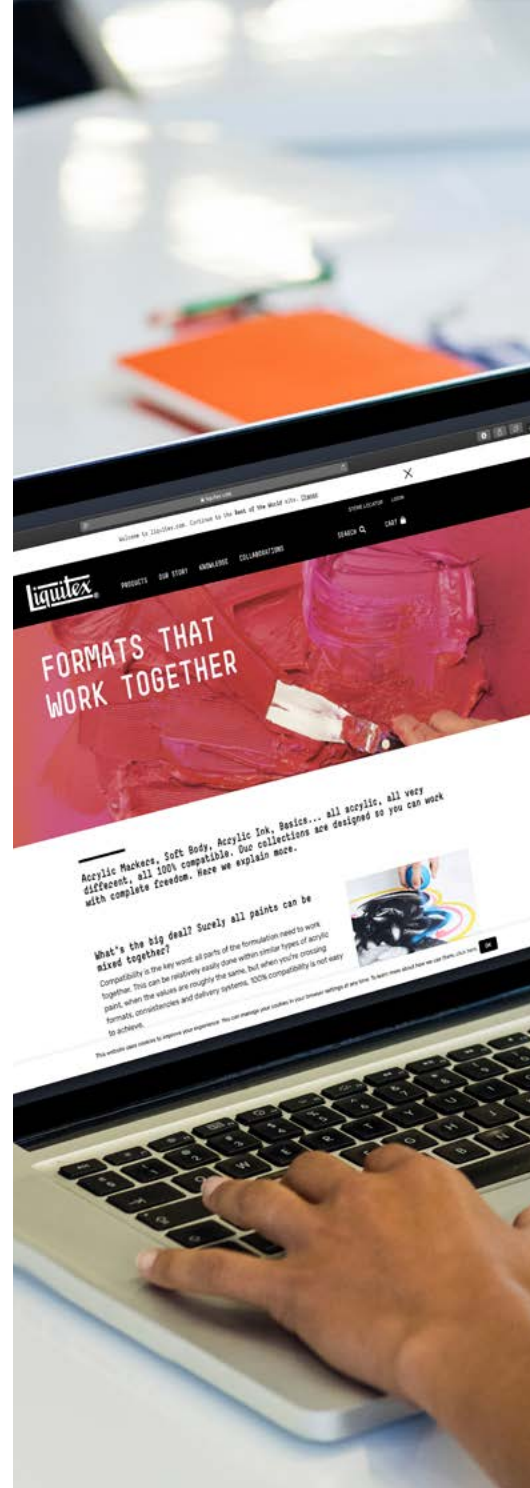 Welcome to liquitex.com. Continue to the Rest of the World site. Change
STORE LOCATOR LOGIN
Liquitex®
PRODUCTS OUR STORY KNOWLEDGE COLLABORATIONS
SEARCH CART
FORMATS THAT
WORK TOGETHER
Acrylic Markers, Soft Body, Acrylic Ink, Basics... all acrylic, all very
different, all 100% compatible. Our collections are designed so you can work
with complete freedom. Here we explain more.
What's the big deal? Surely all paints can be
mixed together?
Compatibility is the key word; all parts of the formulation need to work
together. This can be relatively easily done within similar types of acrylic
paint, when the values are roughly the same, but when you're crossing
formats, consistencies and delivery systems, 100% compatibility is not easy
to achieve.
This website uses cookies to improve your experience. You can manage your cookies in your browser settings at any time. To learn more about how we use them, click here
OK
W E R T Y U